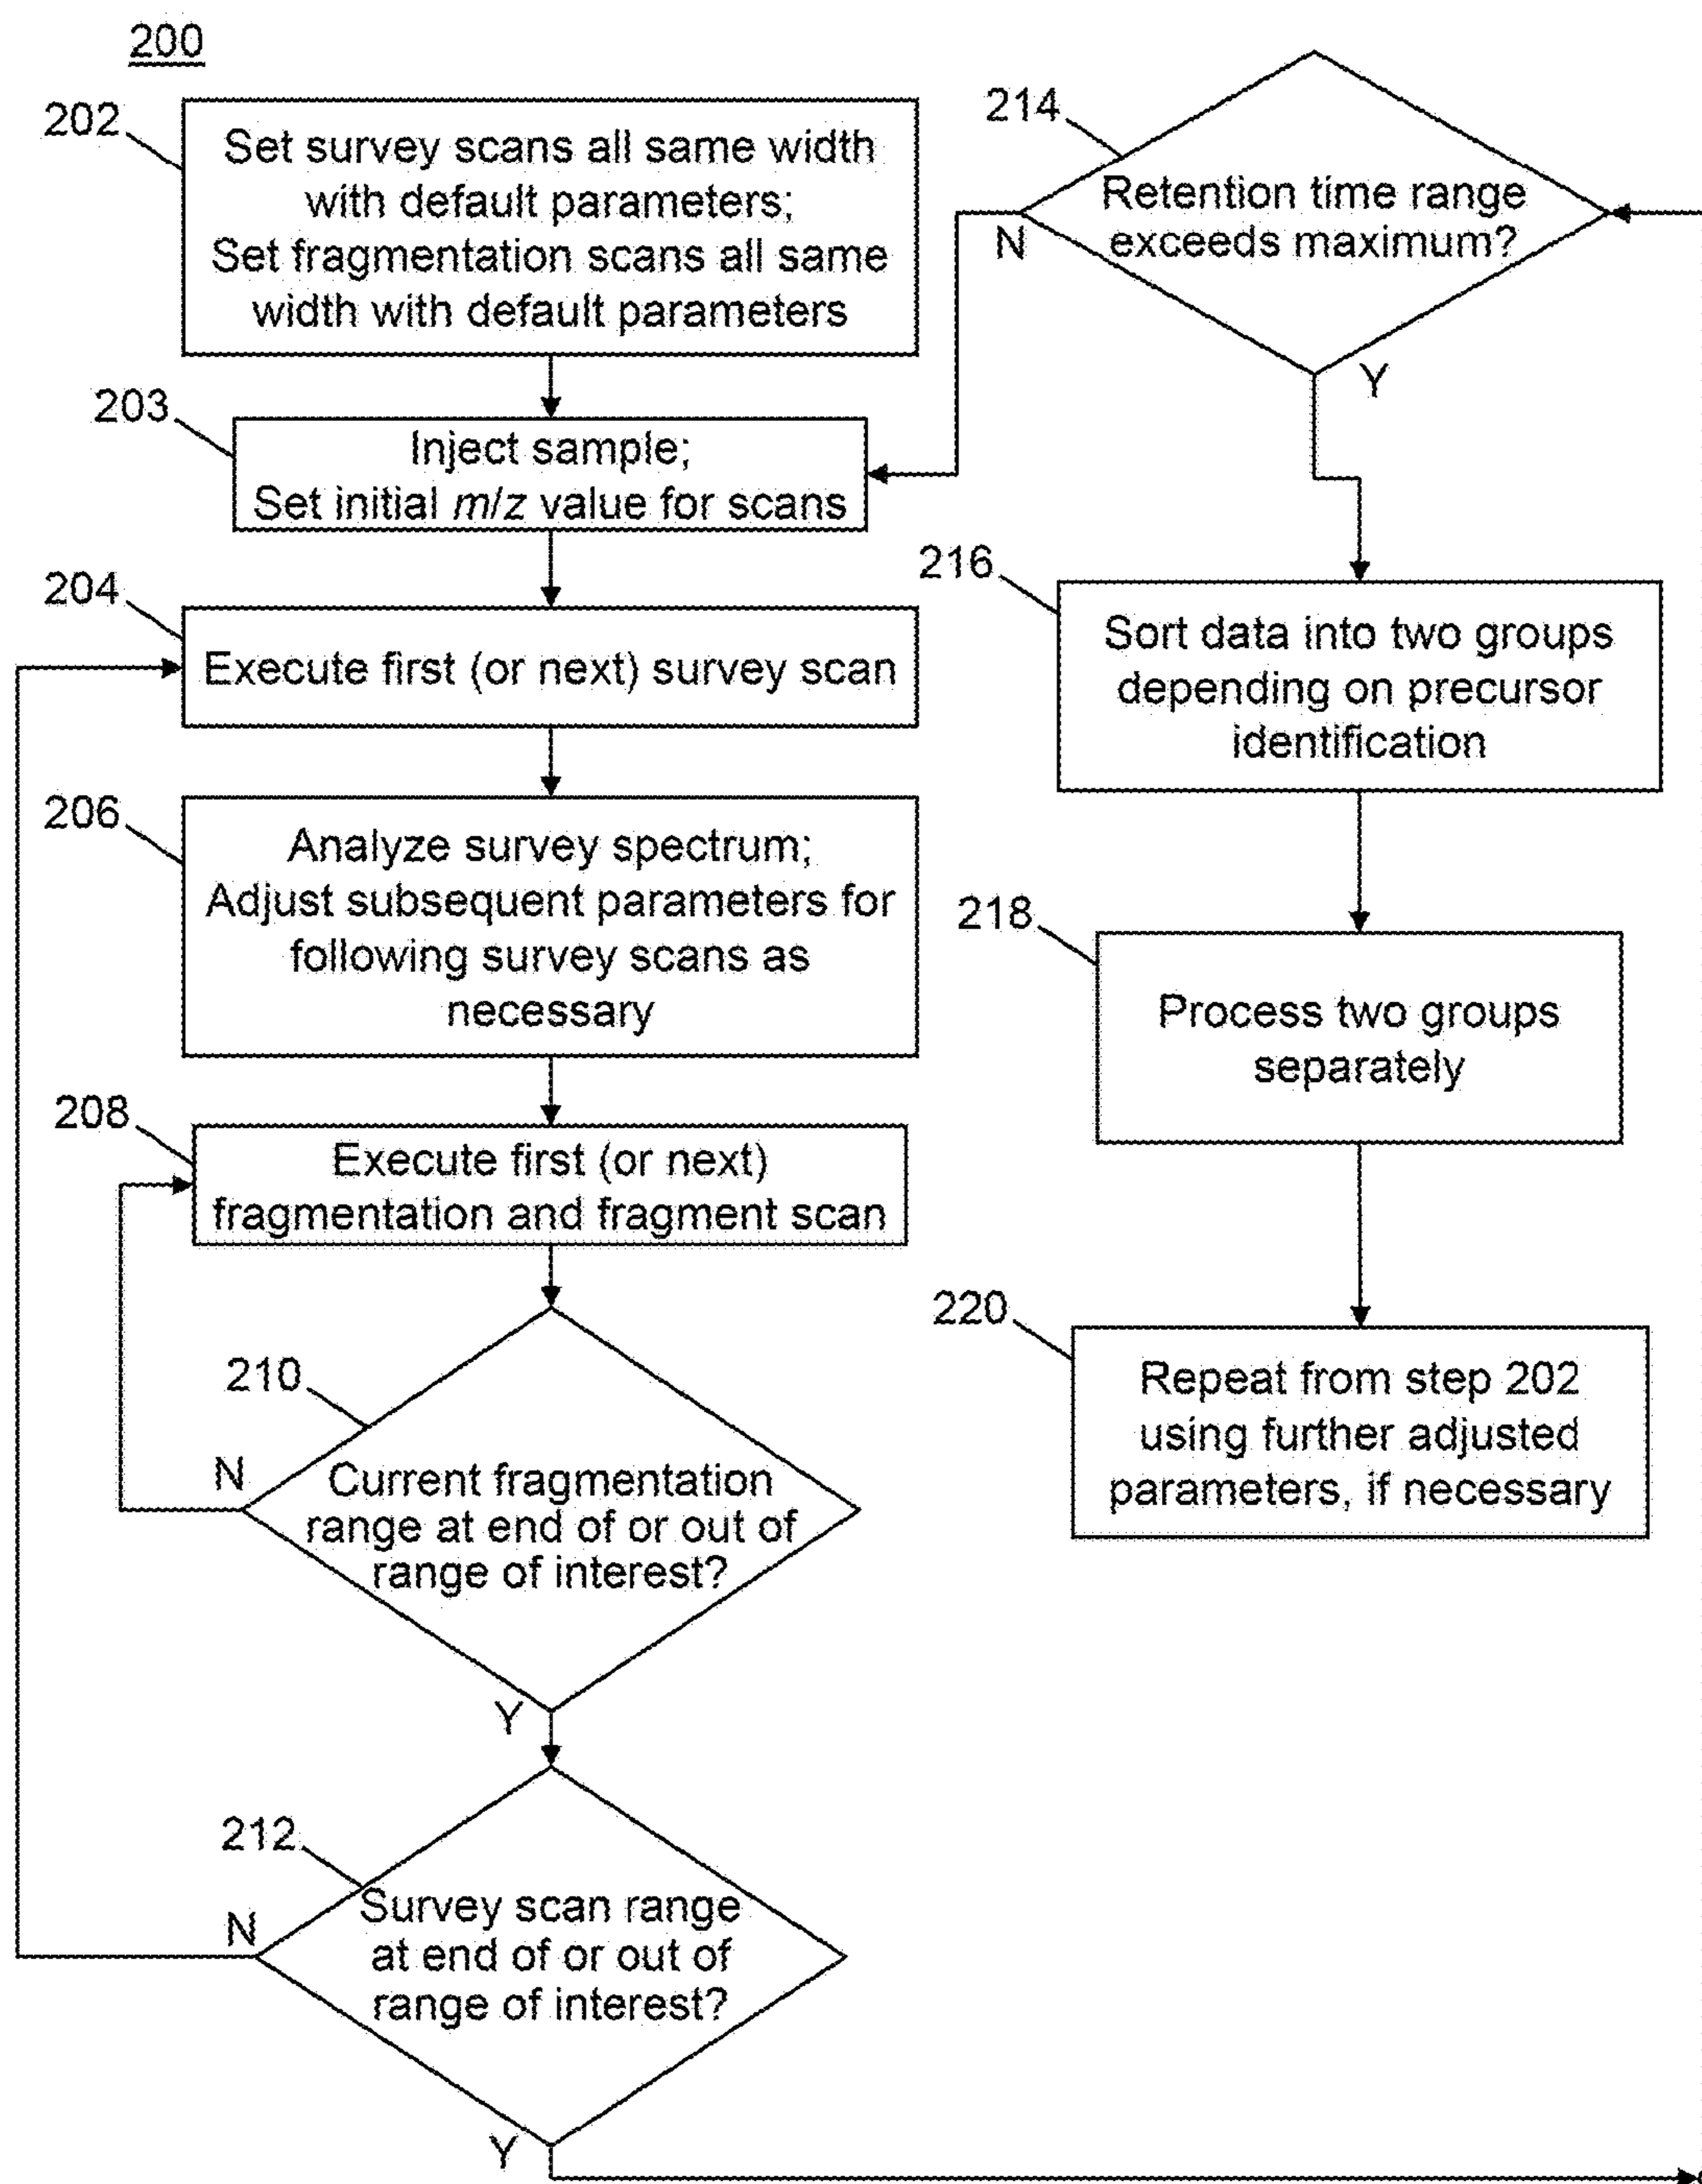 200
202
Set survey scans all same width
with default parameters;
Set fragmentation scans all same
width with default parameters
203
Inject sample;
Set initial m/z value for scans
204
Execute first (or next) survey scan
206
Analyze survey spectrum;
Adjust subsequent parameters for
following survey scans as
necessary
208
Execute first (or next)
fragmentation and fragment scan
210
Current fragmentation
range at end of or out of
range of interest?
N
Y
212
Survey scan range
at end of or out of
range of interest?
N
Y
214
Retention time range
exceeds maximum?
N
Y
216
Sort data into two groups
depending on precursor
identification
218
Process two groups
separately
220
Repeat from step 202
using further adjusted
parameters, if necessary